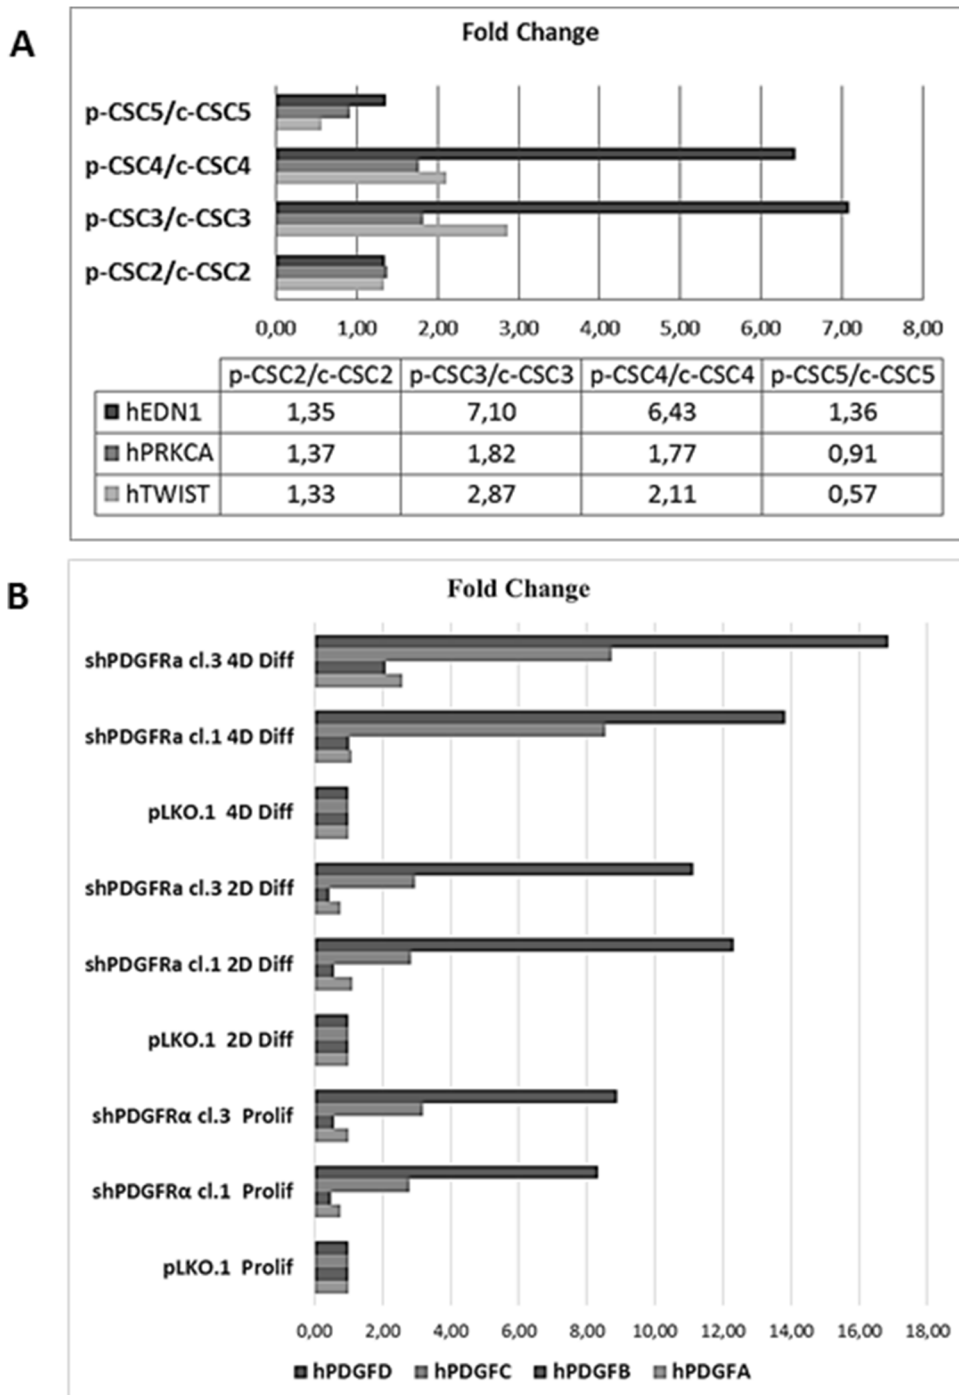 A
Fold Change
p-CSC5/c-CSC5
p-CSC4/c-CSC4
p-CSC3/c-CSC3
p-CSC2/c-CSC2
0,00 1,00 2,00 3,00 4,00 5,00 6,00 7,00 8,00
p-CSC2/c-CSC2 p-CSC3/c-CSC3 p-CSC4/c-CSC4 p-CSC5/c-CSC5
hEDN1 1,35 7,10 6,43 1,36
hPRKCA 1,37 1,82 1,77 0,91
hTWIST 1,33 2,87 2,11 0,57
B
Fold Change
shPDGFRa cl.3 4D Diff
shPDGFRa cl.1 4D Diff
pLKO.1 4D Diff
shPDGFRa cl.3 2D Diff
shPDGFRa cl.1 2D Diff
pLKO.1 2D Diff
shPDGFRα cl.3 Prolif
shPDGFRα cl.1 Prolif
pLKO.1 Prolif
0,00 2,00 4,00 6,00 8,00 10,00 12,00 14,00 16,00 18,00
hPDGFD hPDGFC hPDGFB hPDGFA